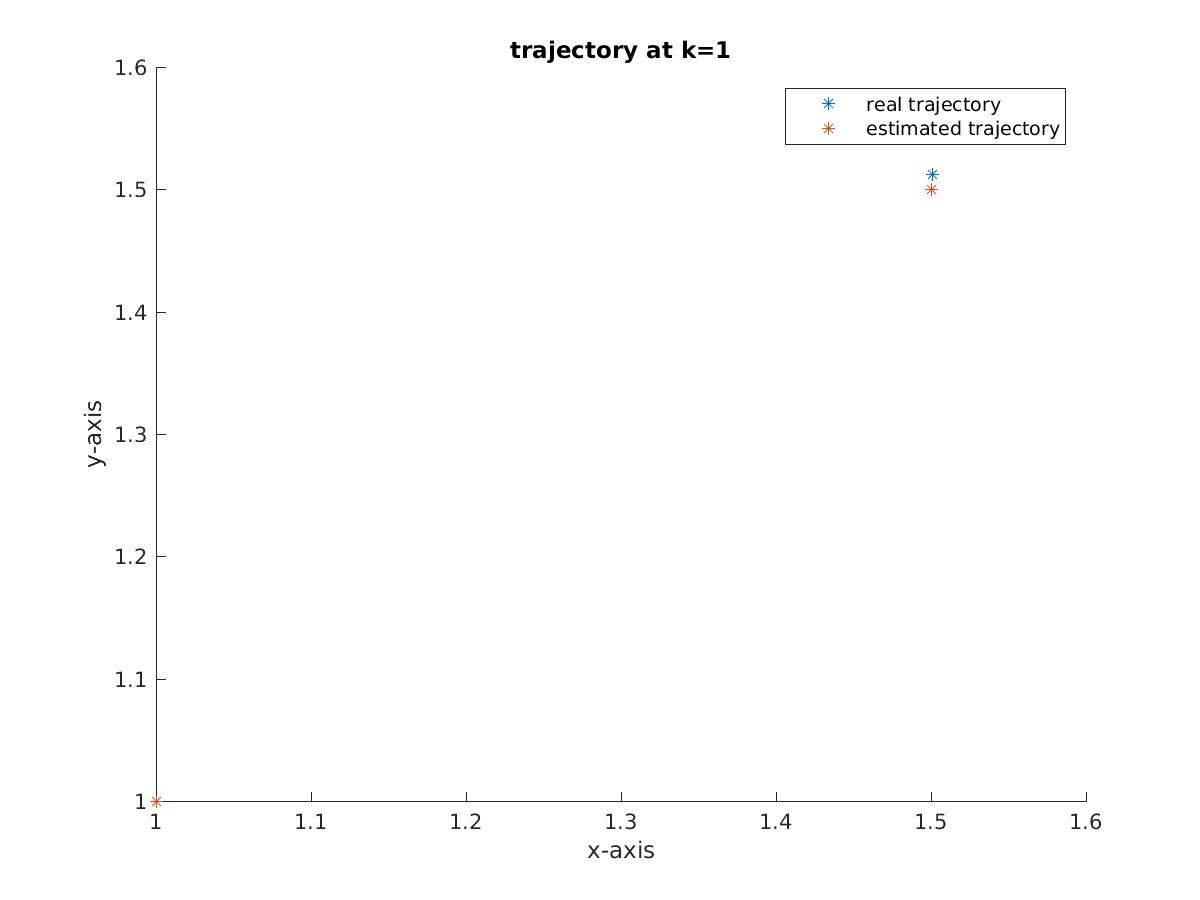 trajectory at k=1
real trajectory
estimated trajectory
1.6
1.5
1.4
1.3
1.2
1.1
1
y-axis
1 1.1 1.2 1.3 1.4 1.5 1.6
x-axis